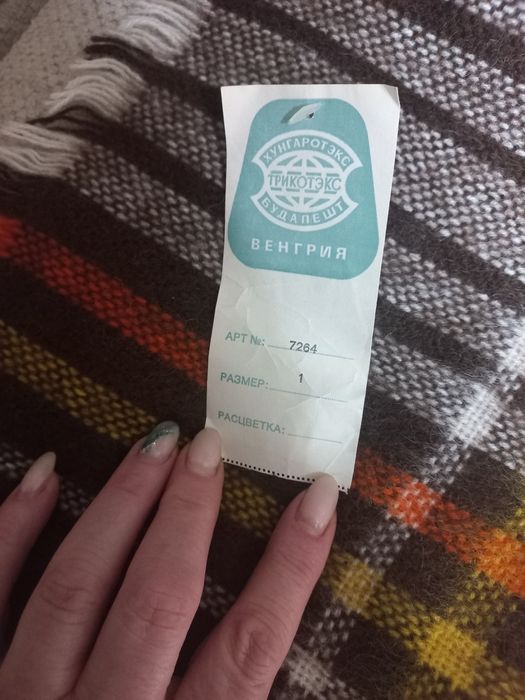 ХУНГАРОТЭКС
ТРИКОТЭКС
БУДАПЕШТ
ВЕНГРИЯ
АРТ №: 7264
РАЗМЕР: 1
РАСЦВЕТКА: